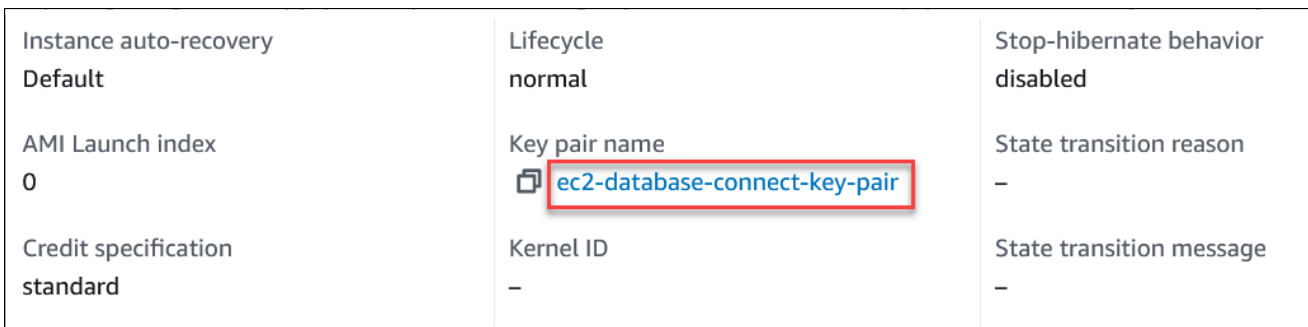 Instance auto-recovery
Default
Lifecycle
normal
Stop-hibernate behavior
disabled
AMI Launch index
0
Key pair name
ec2-database-connect-key-pair
State transition reason
–
Credit specification
standard
Kernel ID
–
State transition message
–